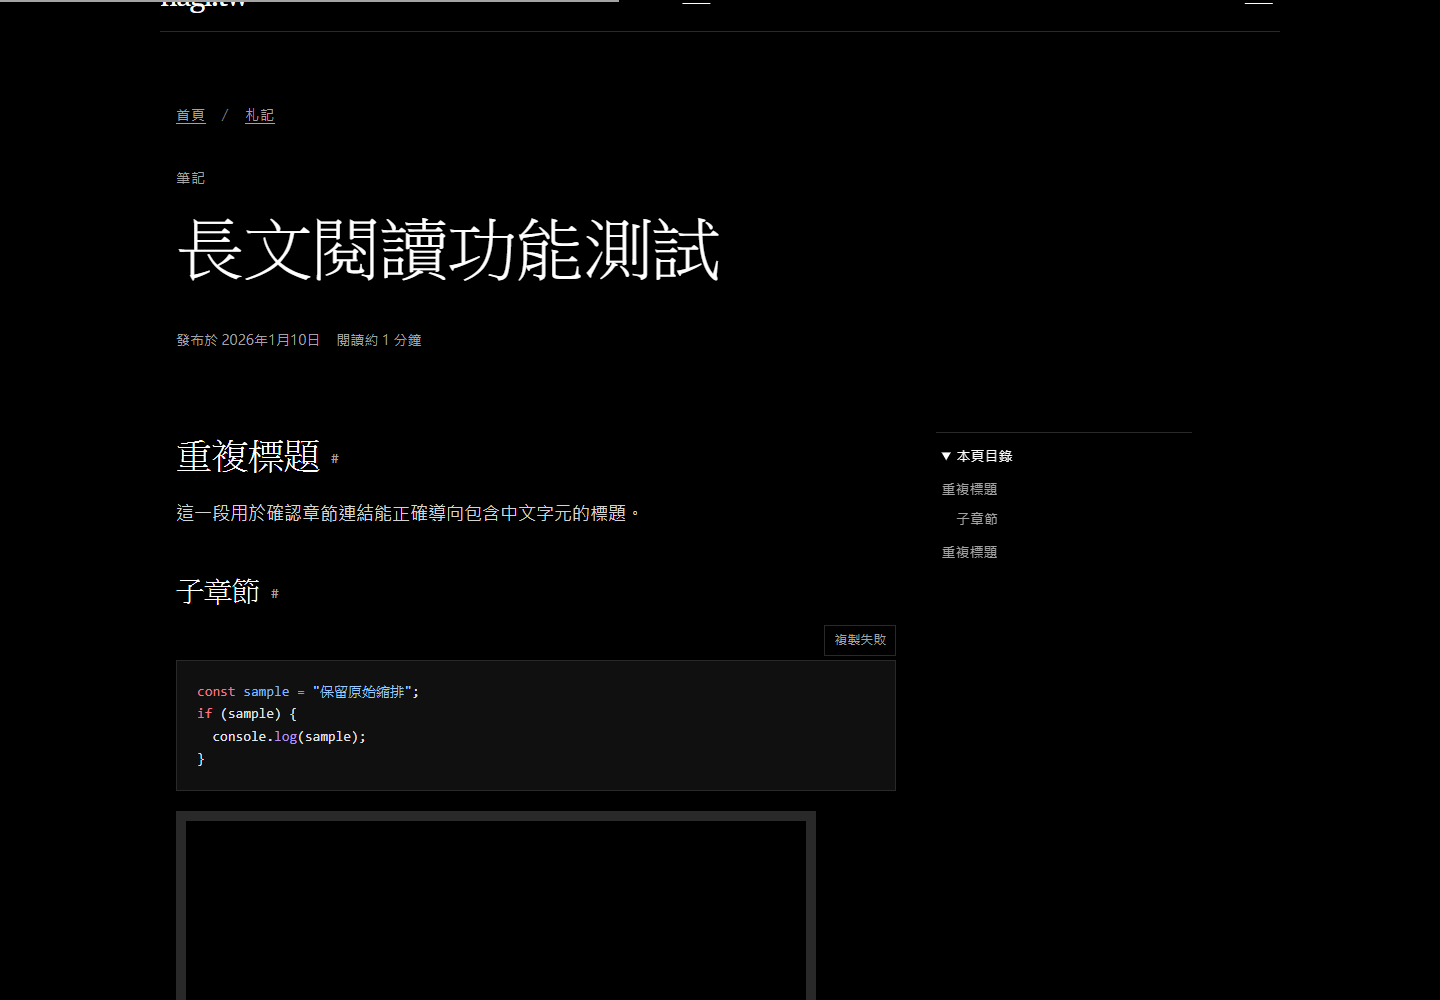 nagi.tw
首頁 / 札記
筆記
長文閱讀功能測試
發布於 2026年1月10日 閱讀約 1 分鐘
重複標題 #
這一段用於確認章節連結能正確導向包含中文字元的標題。
子章節 #
複製失敗
const sample = "保留原始縮排";
if (sample) {
  console.log(sample);
}
▼ 本頁目錄
重複標題
子章節
重複標題